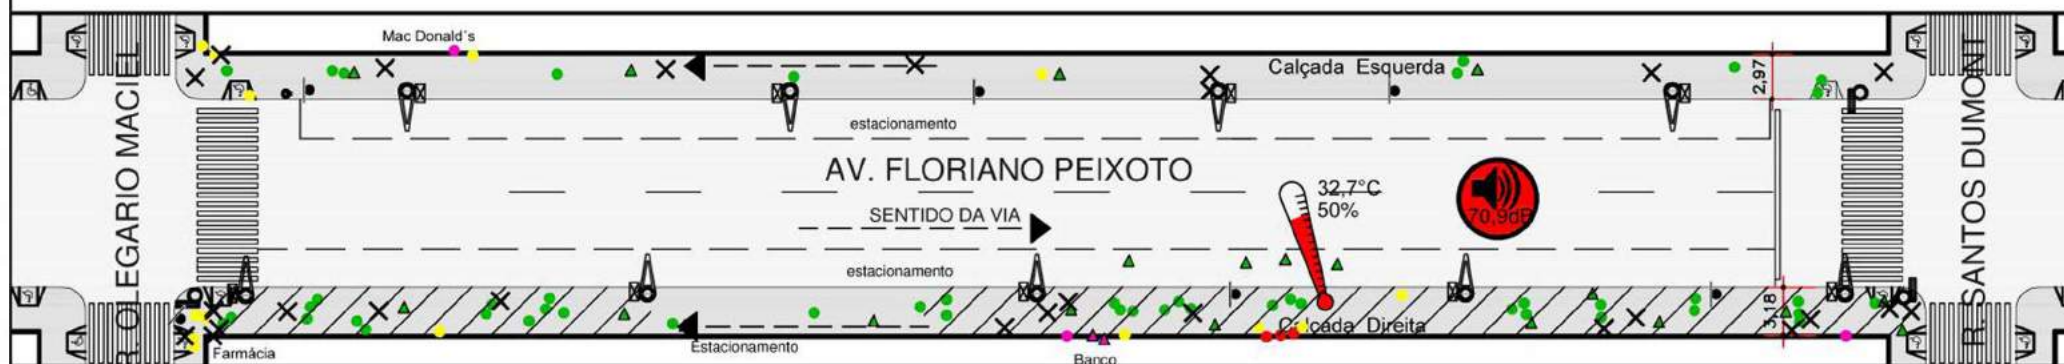 Mac Donald´s
Calçada Esquerda
2,97
estacionamento
AV. FLORIANO PEIXOTO
32,7°C
50%
70,9dB
SENTIDO DA VIA
estacionamento
R. OLEGARIO MACIEL
R. SANTOS DUMONT
3,18
Calçada Direita
Estacionamento
Farmácia
Banco